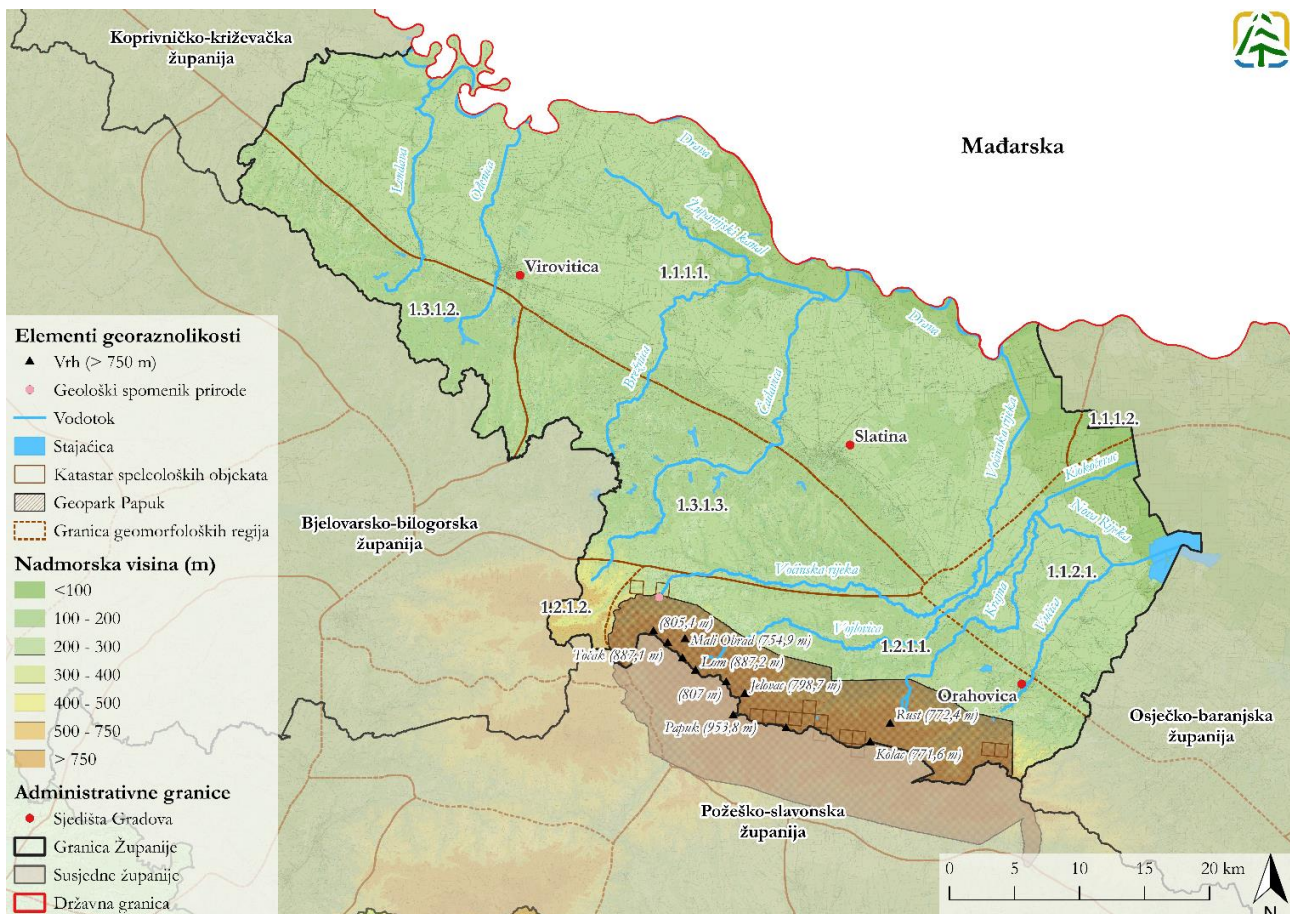 Koprivničko-križevačka
županija
Mađarska
Drava
Lendava
Odenica
Županijski kanal
Virovitica
1.1.1.1.
1.3.1.2.
Drava
Brežnica
Čađavica
Slatina
Voćinska rijeka
1.1.1.2.
1.3.1.3.
Nova Rijeka
Bjelovarsko-bilogorska
županija
Voćinska rijeka
Krajna
1.1.2.1.
Vučica
1.2.1.2.
Vojlovica
1.2.1.1.
(805,4 m)
Mali Obrad (754,9 m)
Točak (887,1 m)
Lom (887,2 m)
(807 m)
Jelovac (798,7 m)
Orahovica
Papuk (953,8 m)
Rust (772,4 m)
Kolac (771,6 m)
Osječko-baranjska
županija
Požeško-slavonska
županija
Elementi georaznolikosti
Vrh (> 750 m)
Geološki spomenik prirode
Vodotok
Stajaćica
Katastar speleoloških objekata
Geopark Papuk
Granica geomorfoloških regija
Nadmorska visina (m)
<100
100 - 200
200 - 300
300 - 400
400 - 500
500 - 750
> 750
Administrativne granice
Sjedišta Gradova
Granica Županije
Susjedne županije
Državna granica
0 5 10 15 20 km
N